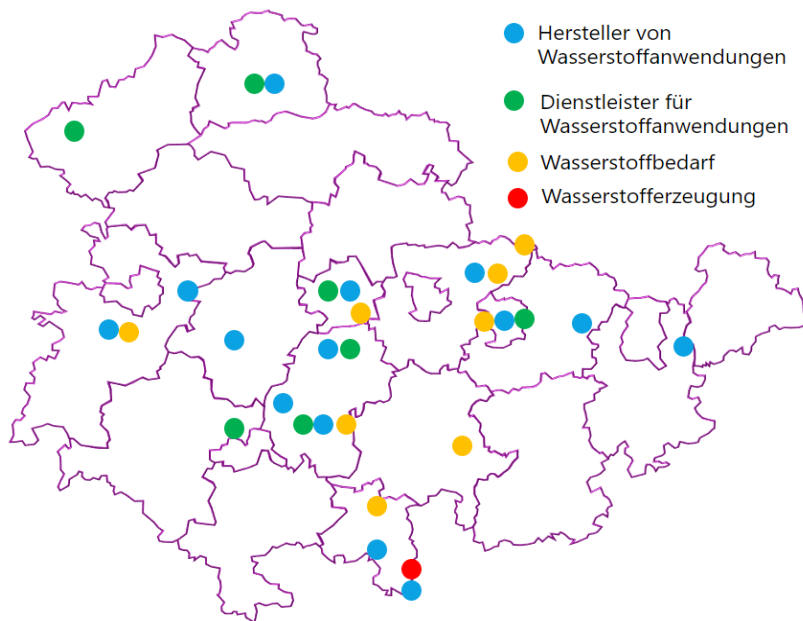 Hersteller von
Wasserstoffanwendungen
Dienstleister für
Wasserstoffanwendungen
Wasserstoffbedarf
Wasserstofferzeugung